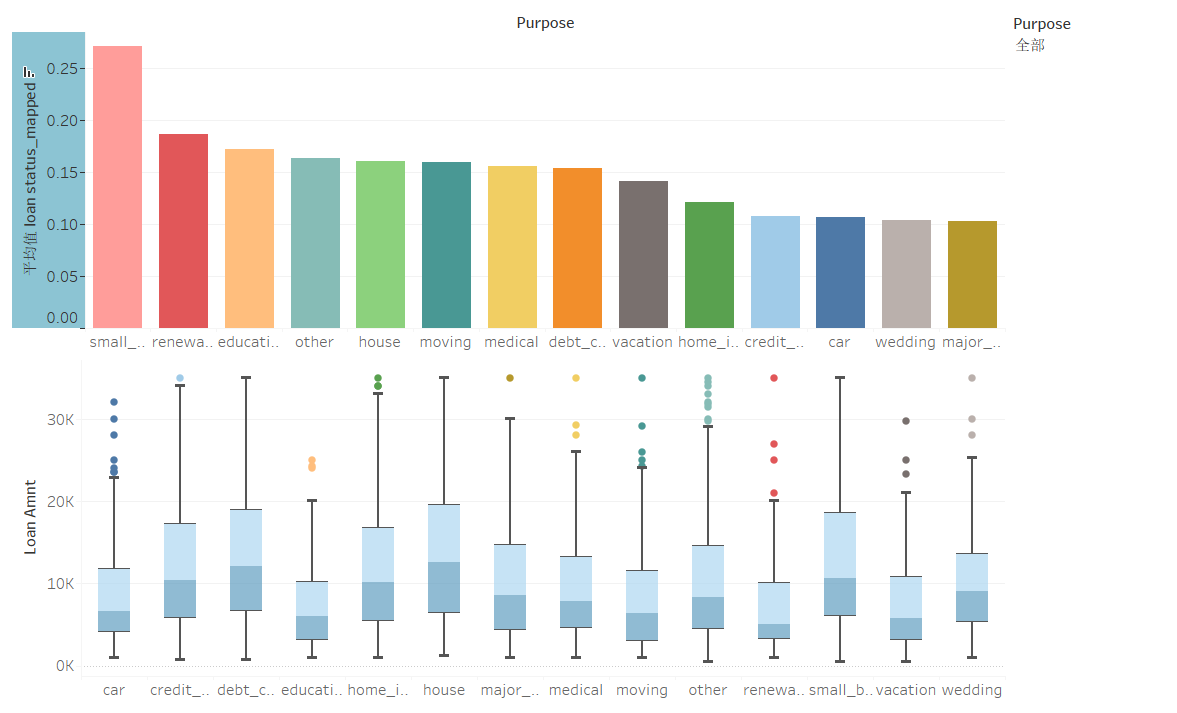 Purpose
Purpose
全部
平均值 loan status_mapped
0.25
0.20
0.15
0.10
0.05
0.00
small_.. renewa.. educati.. other house moving medical debt_c.. vacation home_i.. credit_.. car wedding major_..
Loan Amnt
30K
20K
10K
0K
car credit_.. debt_c.. educati.. home_i.. house major_.. medical moving other renewa.. small_b.. vacation wedding